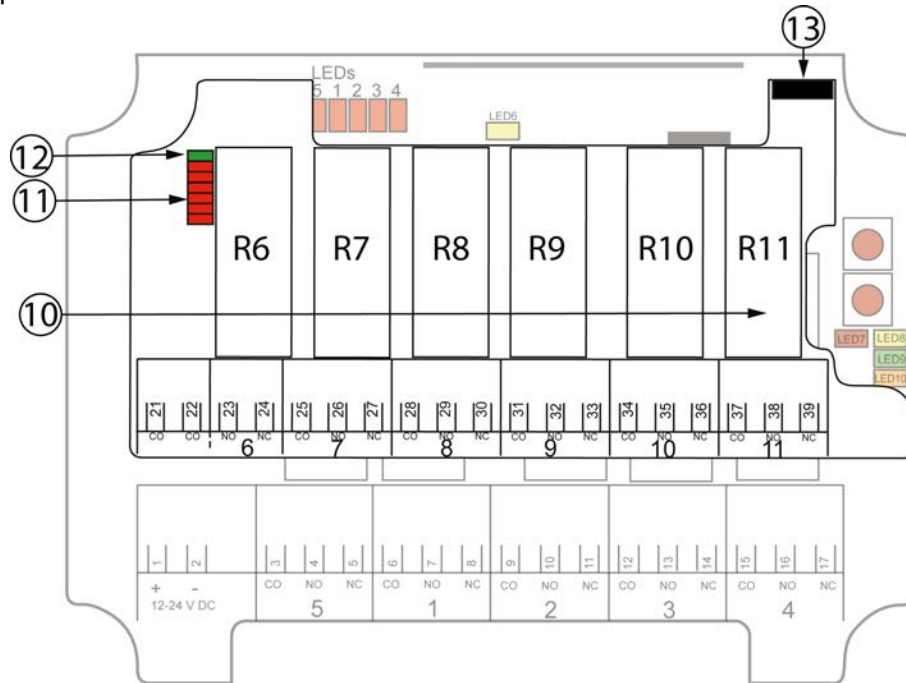 13
LEDs
5 1 2 3 4
LED6
12
11
R6 R7 R8 R9 R10 R11
10
LED7 LED8
LED9
LED10
21 22 23 24 25 26 27 28 29 30 31 32 33 34 35 36 37 38 39
CO CO NO NC CO NO NC CO NO NC CO NO NC CO NO NC CO NO NC
6 7 8 9 10 11
1 2 3 4 5 6 7 8 9 10 11 12 13 14 15 16 17
+ - CO NO NC CO NO NC CO NO NC CO NO NC CO NO NC
12-24 V DC
5 1 2 3 4